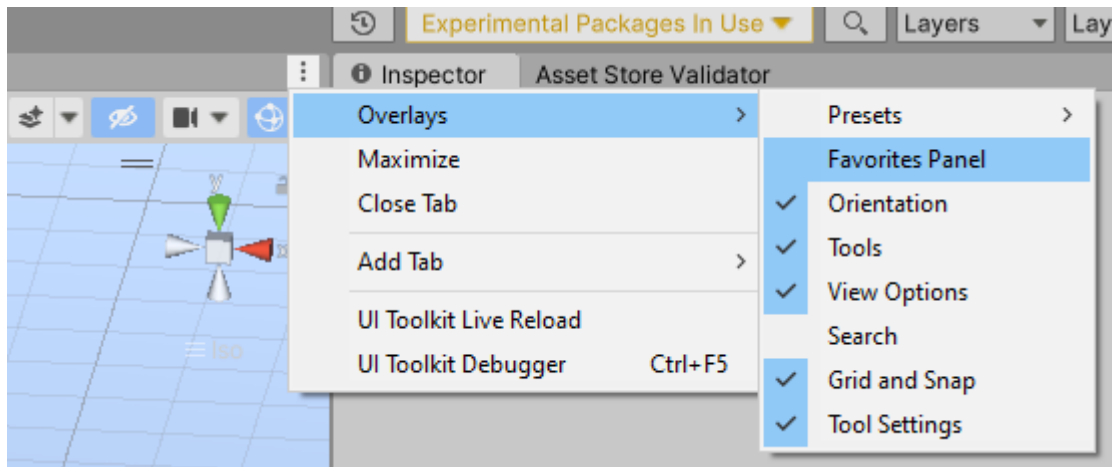 Experimental Packages In Use
Layers
Lay
Inspector
Asset Store Validator
Overlays
Maximize
Close Tab
Add Tab
UI Toolkit Live Reload
UI Toolkit Debugger Ctrl+F5
Presets
Favorites Panel
Orientation
Tools
View Options
Search
Grid and Snap
Tool Settings
y
Iso